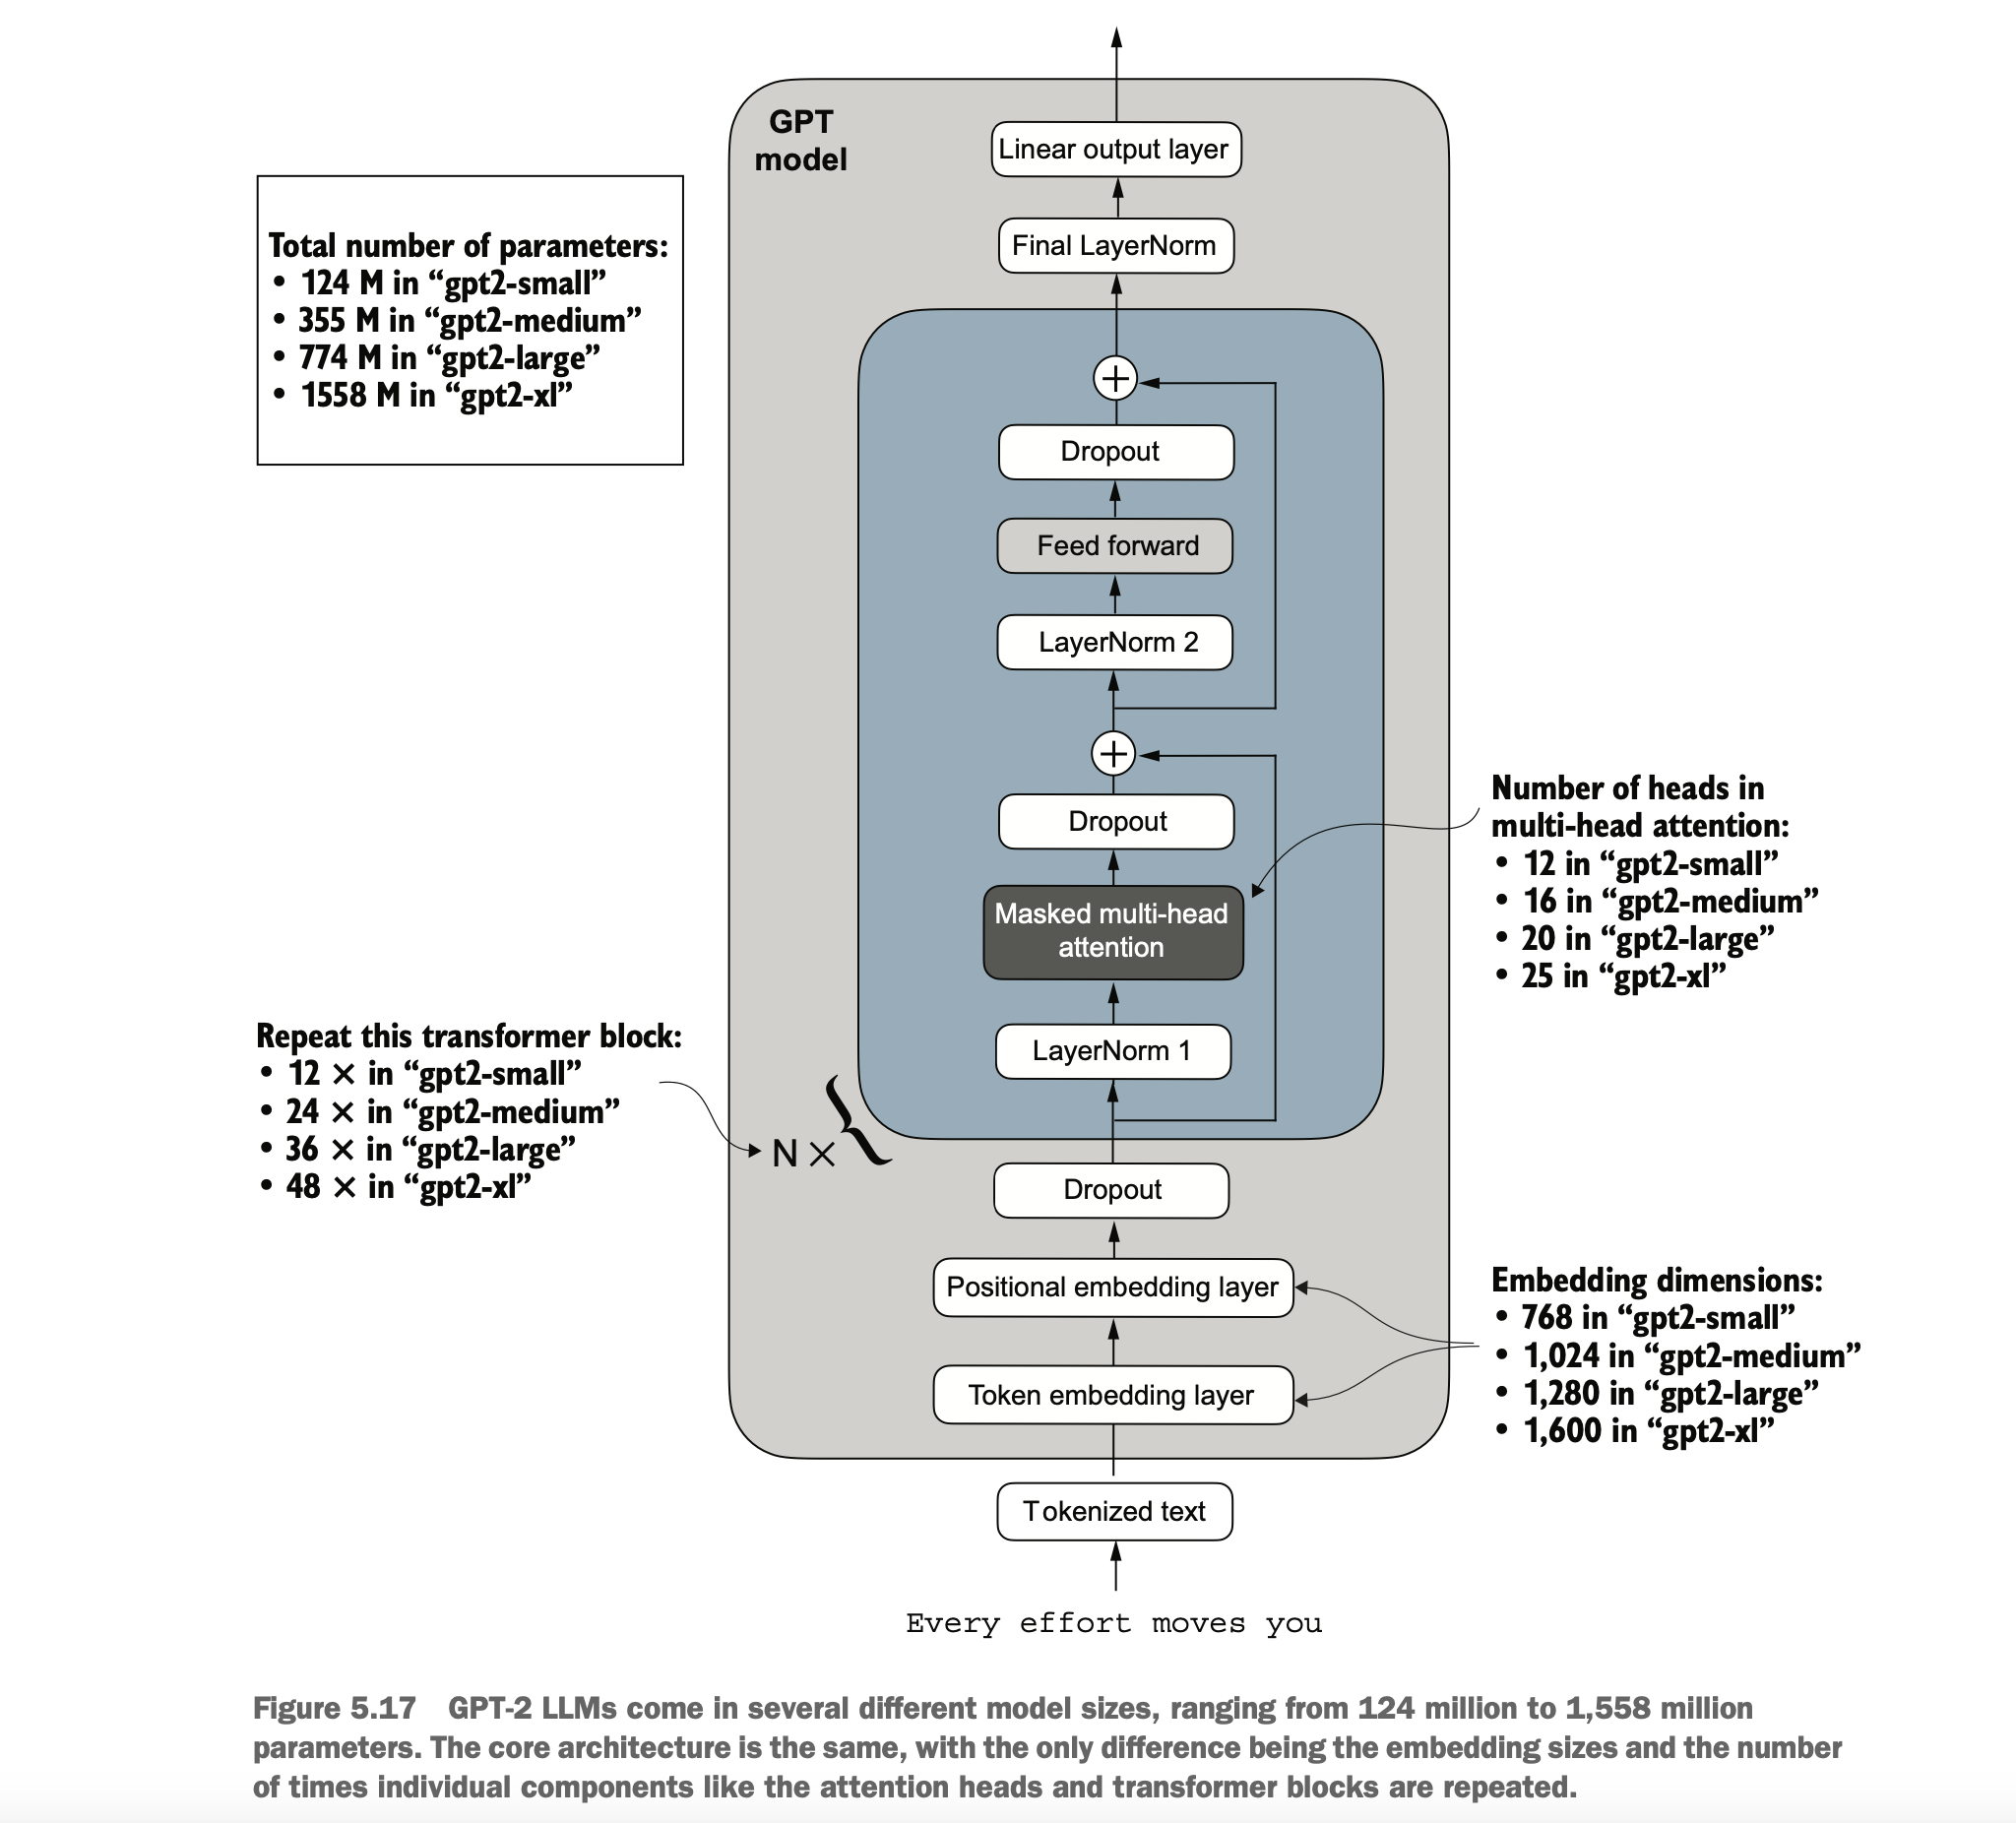 GPT
model
Linear output layer
Final LayerNorm
Total number of parameters:
• 124 M in “gpt2-small”
• 355 M in “gpt2-medium”
• 774 M in “gpt2-large”
• 1558 M in “gpt2-xl”
+
Dropout
Feed forward
LayerNorm 2
+
Dropout
Masked multi-head
attention
LayerNorm 1
Number of heads in
multi-head attention:
• 12 in “gpt2-small”
• 16 in “gpt2-medium”
• 20 in “gpt2-large”
• 25 in “gpt2-xl”
Repeat this transformer block:
• 12 × in “gpt2-small”
• 24 × in “gpt2-medium”
• 36 × in “gpt2-large”
• 48 × in “gpt2-xl”
N × {
Dropout
Positional embedding layer
Token embedding layer
Embedding dimensions:
• 768 in “gpt2-small”
• 1,024 in “gpt2-medium”
• 1,280 in “gpt2-large”
• 1,600 in “gpt2-xl”
Tokenized text
Every effort moves you
Figure 5.17 GPT-2 LLMs come in several different model sizes, ranging from 124 million to 1,558 million
parameters. The core architecture is the same, with the only difference being the embedding sizes and the number
of times individual components like the attention heads and transformer blocks are repeated.